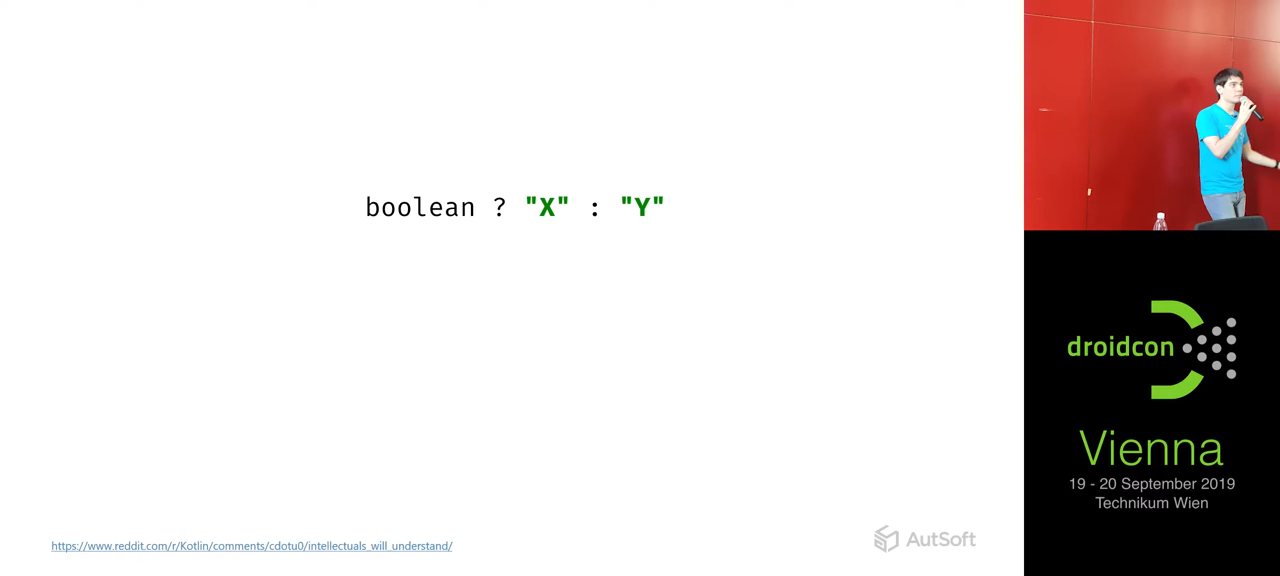 boolean ? "X" : "Y"
https://www.reddit.com/r/Kotlin/comments/cdotu0/intellectuals_will_understand/
AutSoft
droidcon
Vienna
19 - 20 September 2019
Technikum Wien